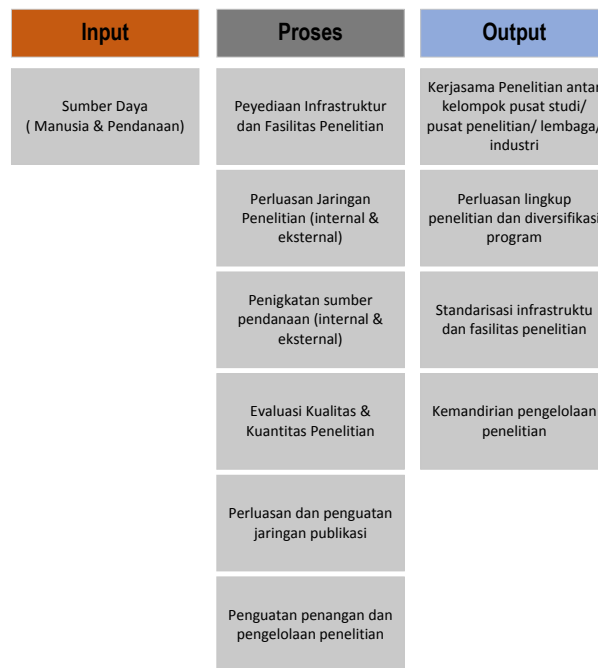 Input
Sumber Daya
( Manusia & Pendanaan)
Proses
Peyediaan Infrastruktur
dan Fasilitas Penelitian
Perluasan Jaringan
Penelitian (internal &
eksternal)
Penigkatan sumber
pendanaan (internal &
eksternal)
Evaluasi Kualitas &
Kuantitas Penelitian
Perluasan dan penguatan
jaringan publikasi
Penguatan penangan dan
pengelolaan penelitian
Output
Kerjasama Penelitian antar
kelompok pusat studi/
pusat penelitian/ lembaga/
industri
Perluasan lingkup
penelitian dan diversifikasi
program
Standarisasi infrastruktu
dan fasilitas penelitian
Kemandirian pengelolaan
penelitian